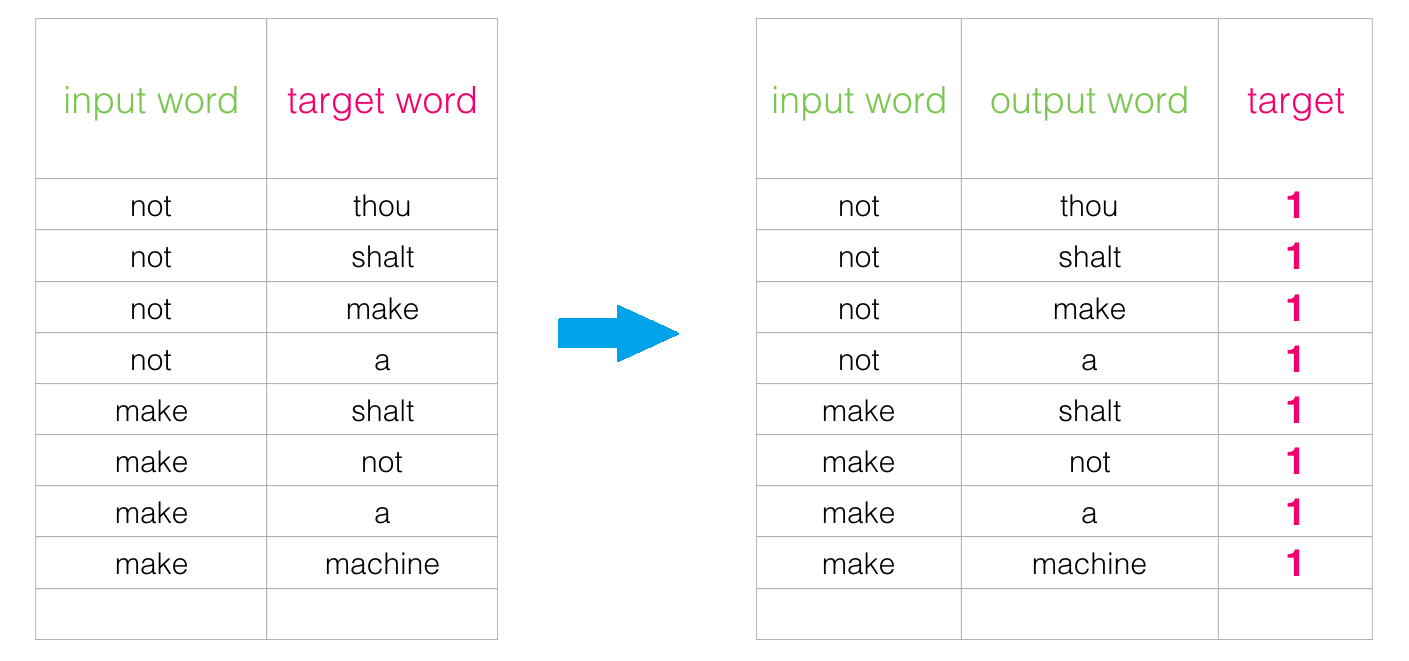 input word target word
not thou
not shalt
not make
not a
make shalt
make not
make a
make machine
input word output word target
not thou 1
not shalt 1
not make 1
not a 1
make shalt 1
make not 1
make a 1
make machine 1